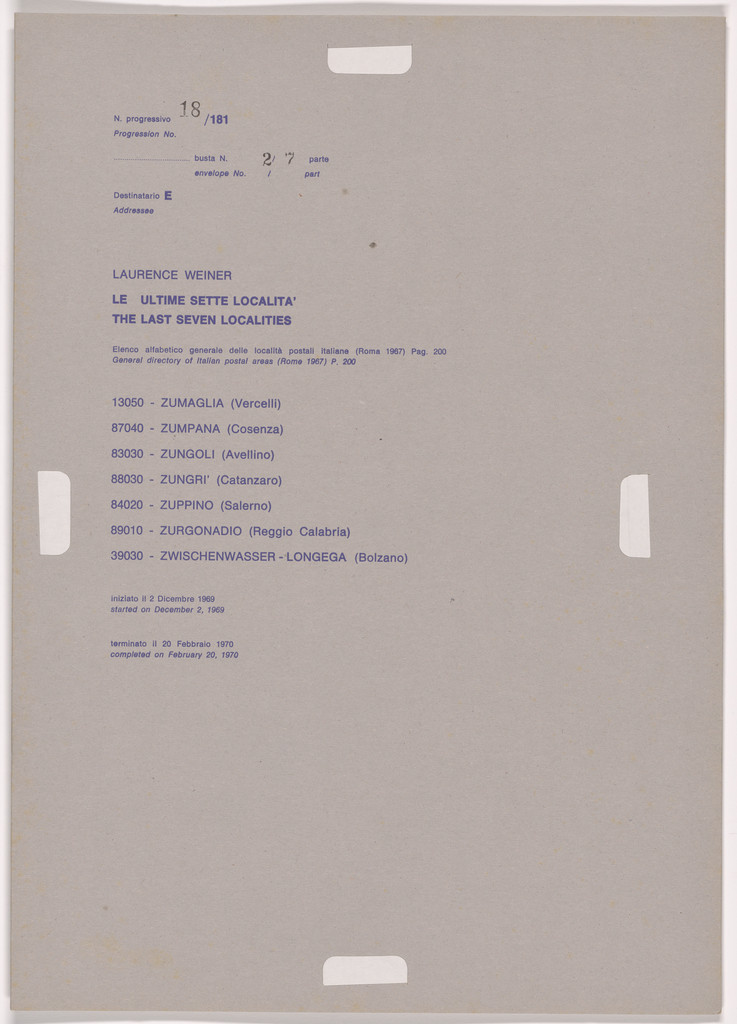 N. progressivo 18/181
Progression No.
busta N. 2/ 7 parte
envelope No. / part
Destinatario E
Addressee
LAURENCE WEINER
LE ULTIME SETTE LOCALITA'
THE LAST SEVEN LOCALITIES
Elenco alfabetico generale delle località postali italiane (Roma 1967) Pag. 200
General directory of Italian postal areas (Rome 1967) P. 200
13050 - ZUMAGLIA (Vercelli)
87040 - ZUMPANA (Cosenza)
83030 - ZUNGOLI (Avellino)
88030 - ZUNGRI' (Catanzaro)
84020 - ZUPPINO (Salerno)
89010 - ZURGONADIO (Reggio Calabria)
39030 - ZWISCHENWASSER - LONGEGA (Bolzano)
iniziato il 2 Dicembre 1969
started on December 2, 1969
terminato il 20 Febbraio 1970
completed on February 20, 1970